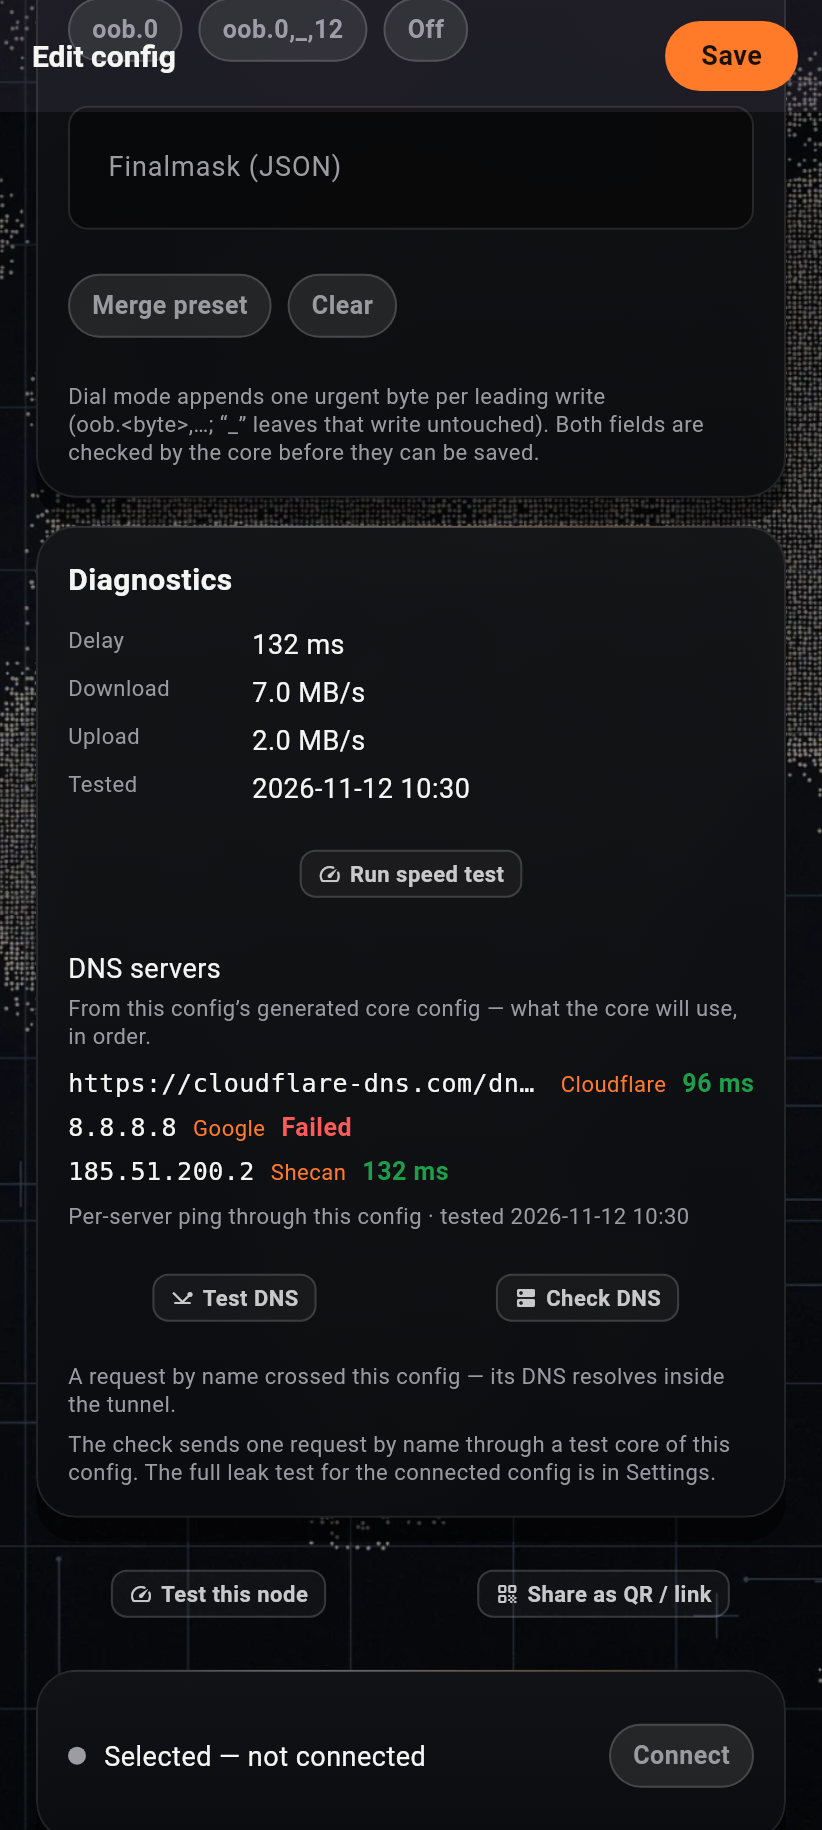 oob.0
oob.0,_,12
Off
Edit config
Save
Finalmask (JSON)
Merge preset
Clear
Dial mode appends one urgent byte per leading write
(oob.<byte>,…; “_” leaves that write untouched). Both fields are
checked by the core before they can be saved.
Diagnostics
Delay 132 ms
Download 7.0 MB/s
Upload 2.0 MB/s
Tested 2026-11-12 10:30
Run speed test
DNS servers
From this config’s generated core config — what the core will use,
in order.
https://cloudflare-dns.com/dn… Cloudflare 96 ms
8.8.8.8 Google Failed
185.51.200.2 Shecan 132 ms
Per-server ping through this config · tested 2026-11-12 10:30
Test DNS
Check DNS
A request by name crossed this config — its DNS resolves inside
the tunnel.
The check sends one request by name through a test core of this
config. The full leak test for the connected config is in Settings.
Test this node
Share as QR / link
Selected — not connected
Connect